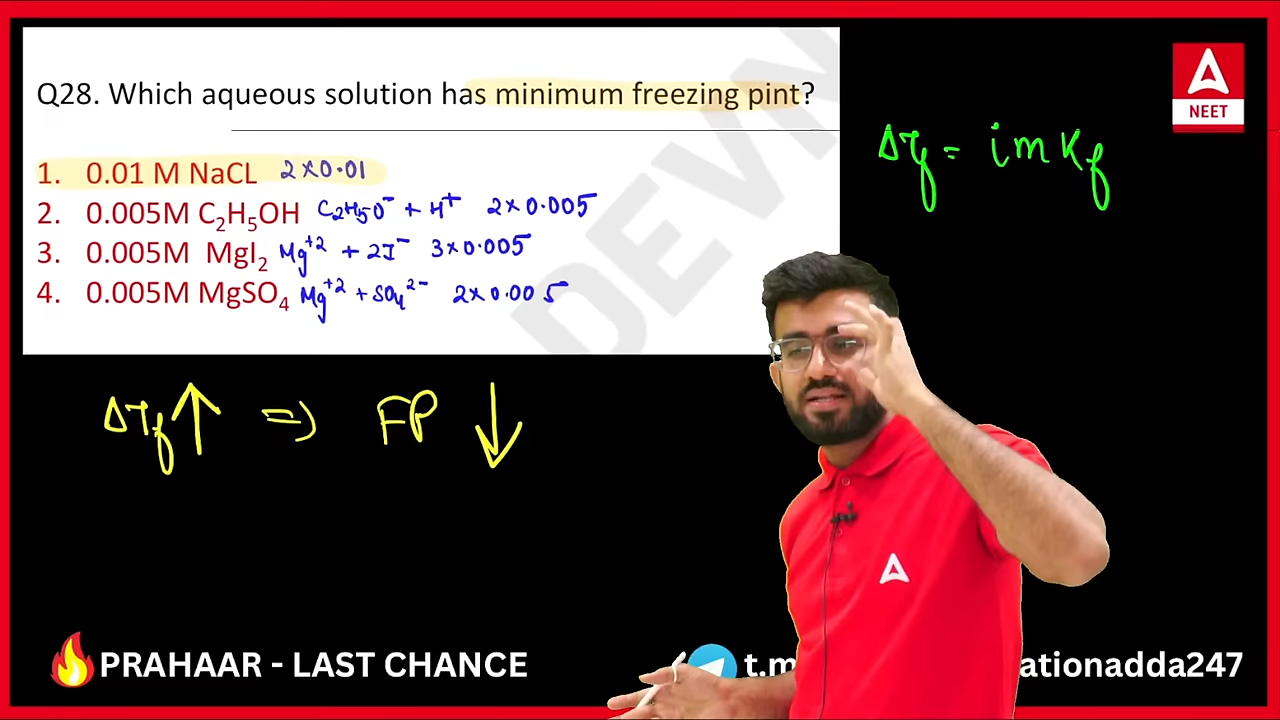 Q28. Which aqueous solution has minimum freezing pint?
1. 0.01 M NaCL 2×0.01
2. 0.005M C₂H₅OH C₂H₅O⁻ + H⁺ 2×0.005
3. 0.005M MgI₂ Mg⁺² + 2I⁻ 3×0.005
4. 0.005M MgSO₄ Mg⁺² + SO₄²⁻ 2×0.005
ΔTf = i m Kf
NEET
DEVN
ΔTf ↑ => FP ↓
PRAHAAR - LAST CHANCE
t.m ationadda247